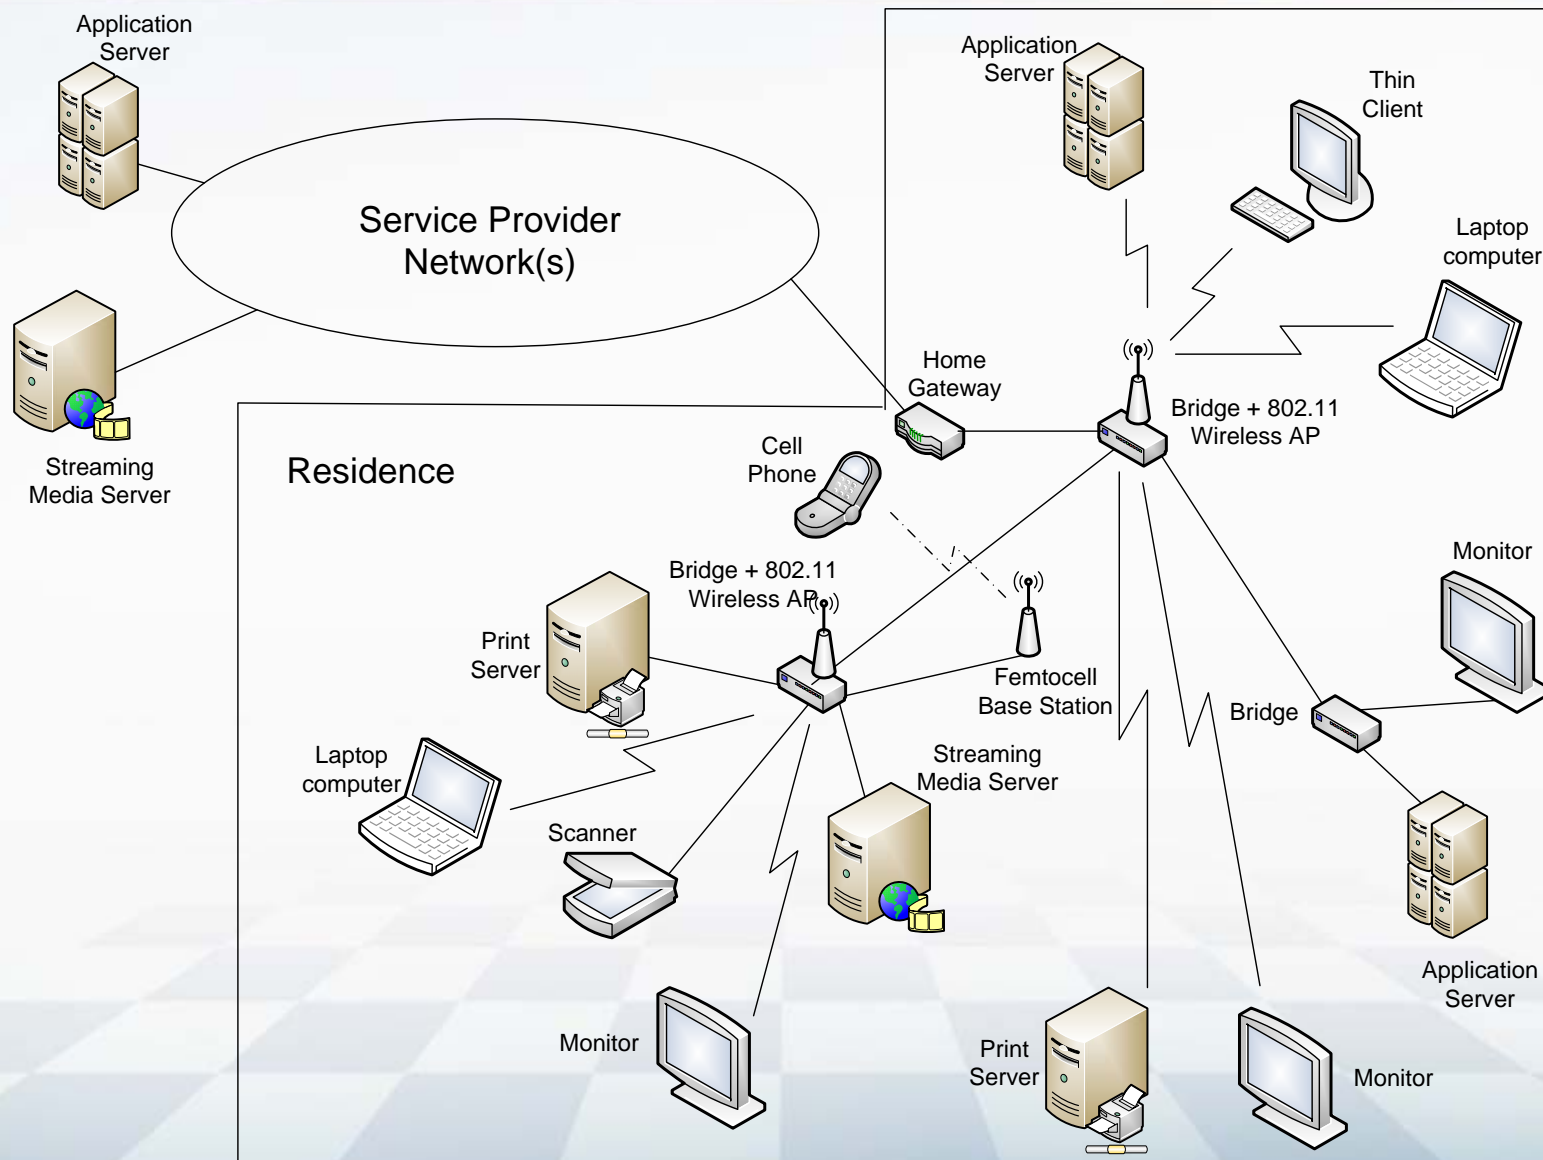 Application
Server
Application
Server
Thin
Client
Service Provider
Network(s)
Laptop
computer
Home
Gateway
Bridge + 802.11
Wireless AP
Streaming
Media Server
Residence
Cell
Phone
Bridge + 802.11
Wireless AP
Monitor
Print
Server
Femtocell
Base Station
Bridge
Laptop
computer
Streaming
Media Server
Scanner
Application
Server
Monitor
Print
Server
Monitor